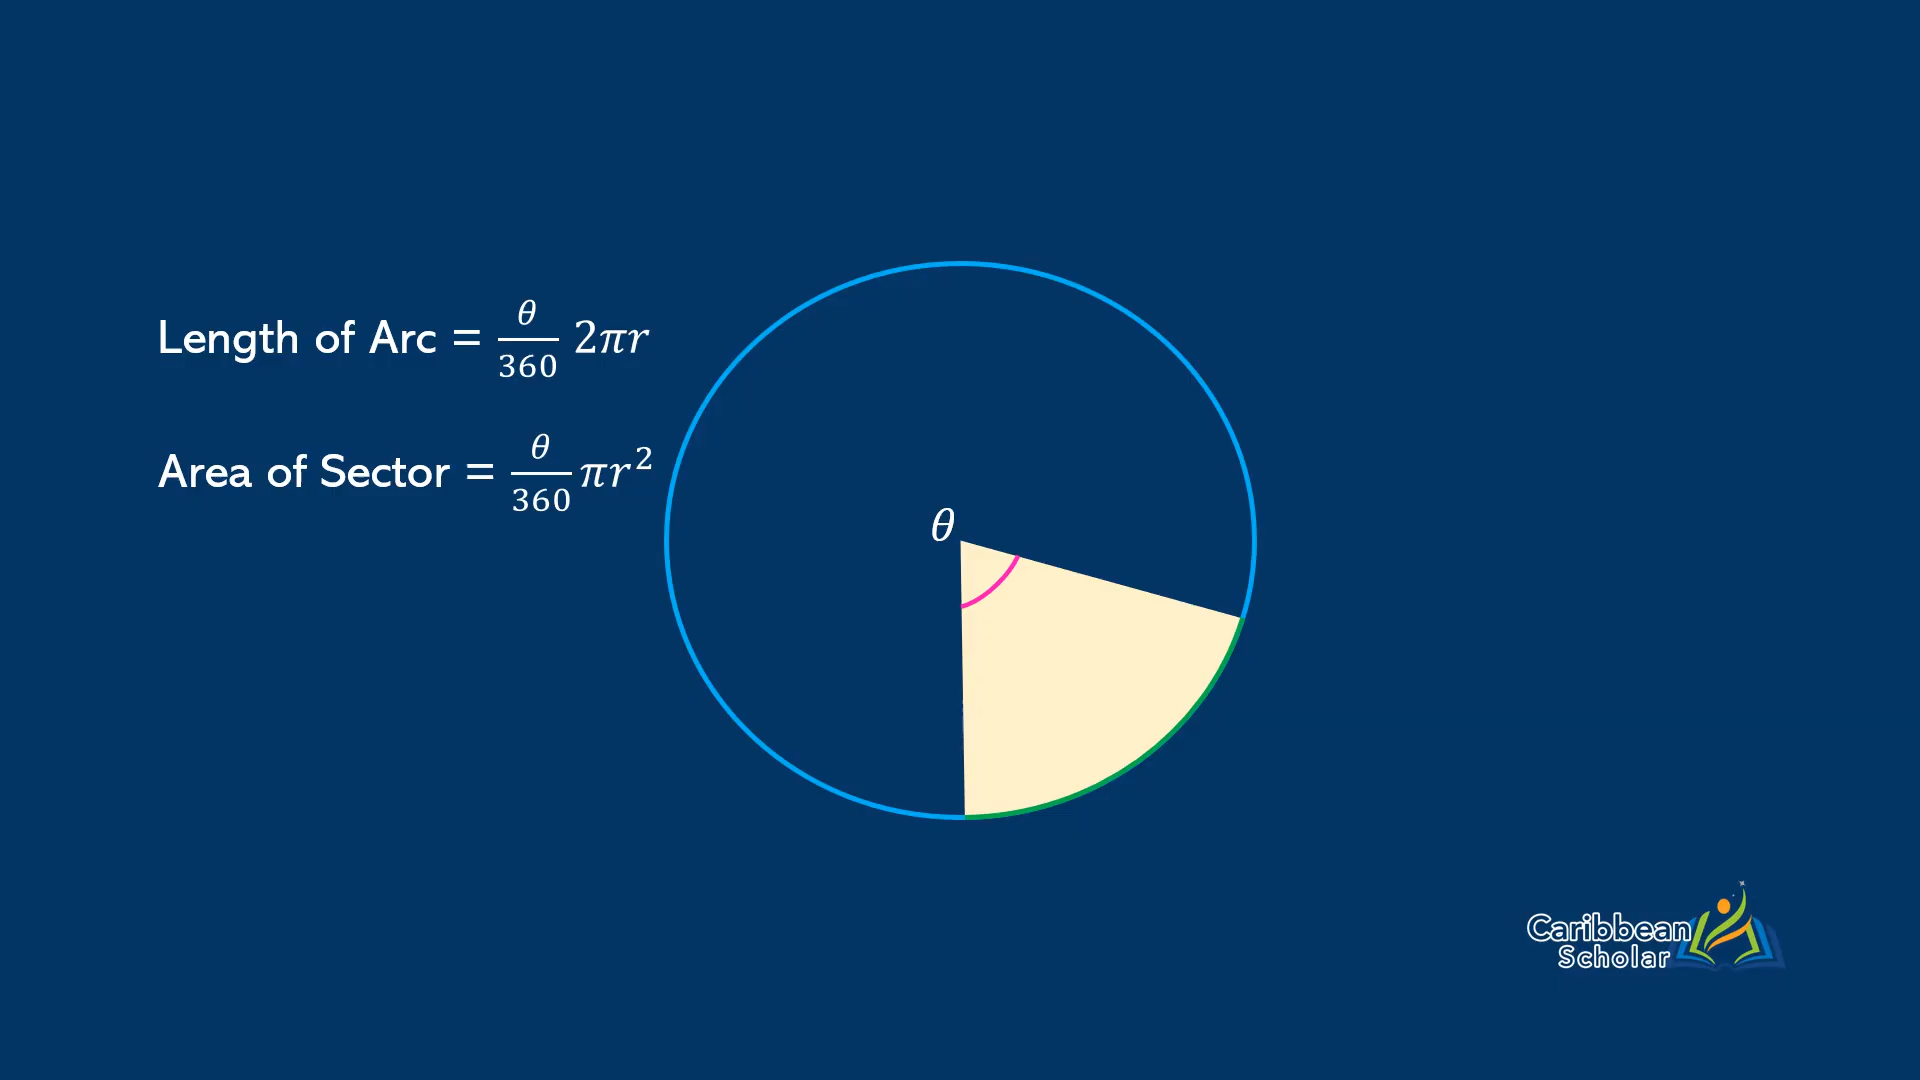 Length of Arc = θ/360 2πr
Area of Sector = θ/360 πr²
θ
Caribbean
Scholar